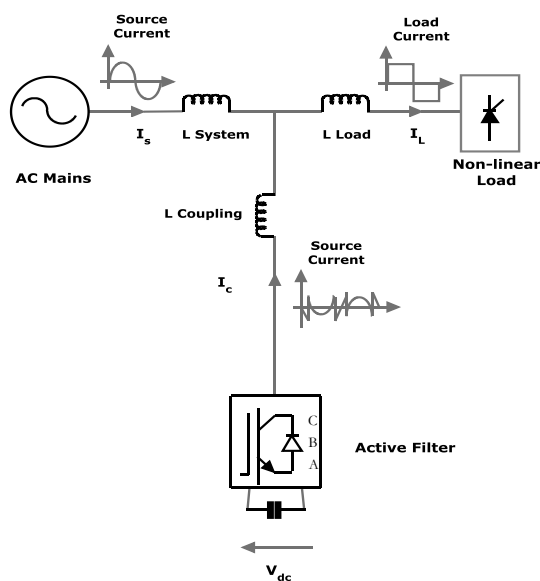 Source
Current
Load
Current
I_s
L System
L Load
I_L
AC Mains
Non-linear
Load
L Coupling
Source
Current
I_c
C
B
A
Active Filter
V_dc